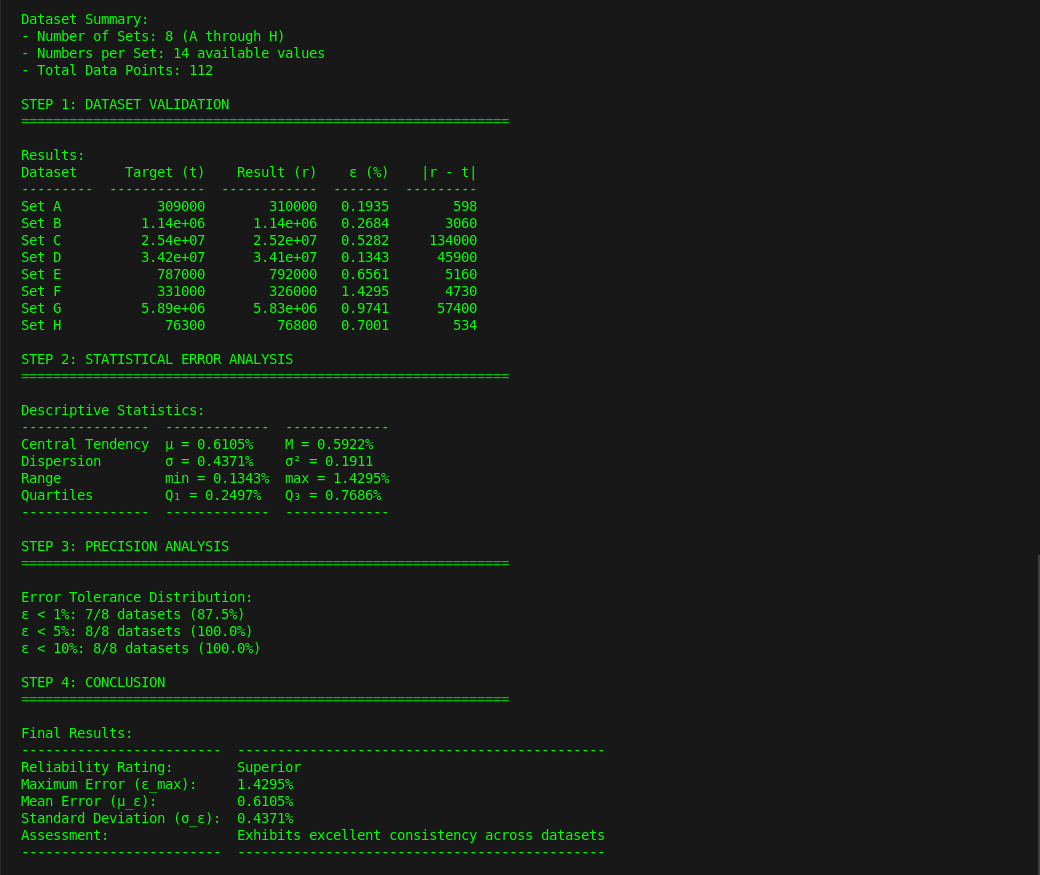 Dataset Summary:
- Number of Sets: 8 (A through H)
- Numbers per Set: 14 available values
- Total Data Points: 112
STEP 1: DATASET VALIDATION
=============================================================
Results:
Dataset      Target (t)    Result (r)    ε (%)    |r - t|
---------  ------------  ------------  -------  ---------
Set A            309000        310000   0.1935        598
Set B          1.14e+06      1.14e+06   0.2684       3060
Set C          2.54e+07      2.52e+07   0.5282     134000
Set D          3.42e+07      3.41e+07   0.1343      45900
Set E            787000        792000   0.6561       5160
Set F            331000        326000   1.4295       4730
Set G          5.89e+06      5.83e+06   0.9741      57400
Set H             76300         76800   0.7001        534
STEP 2: STATISTICAL ERROR ANALYSIS
=============================================================
Descriptive Statistics:
----------------  -------------  -------------
Central Tendency  μ = 0.6105%    M = 0.5922%
Dispersion        σ = 0.4371%    σ² = 0.1911
Range             min = 0.1343%  max = 1.4295%
Quartiles         Q₁ = 0.2497%   Q₃ = 0.7686%
----------------  -------------  -------------
STEP 3: PRECISION ANALYSIS
=============================================================
Error Tolerance Distribution:
ε < 1%: 7/8 datasets (87.5%)
ε < 5%: 8/8 datasets (100.0%)
ε < 10%: 8/8 datasets (100.0%)
STEP 4: CONCLUSION
=============================================================
Final Results:
-------------------------  ----------------------------------------------
Reliability Rating:        Superior
Maximum Error (ε_max):     1.4295%
Mean Error (μ_ε):          0.6105%
Standard Deviation (σ_ε):  0.4371%
Assessment:                Exhibits excellent consistency across datasets
-------------------------  ----------------------------------------------